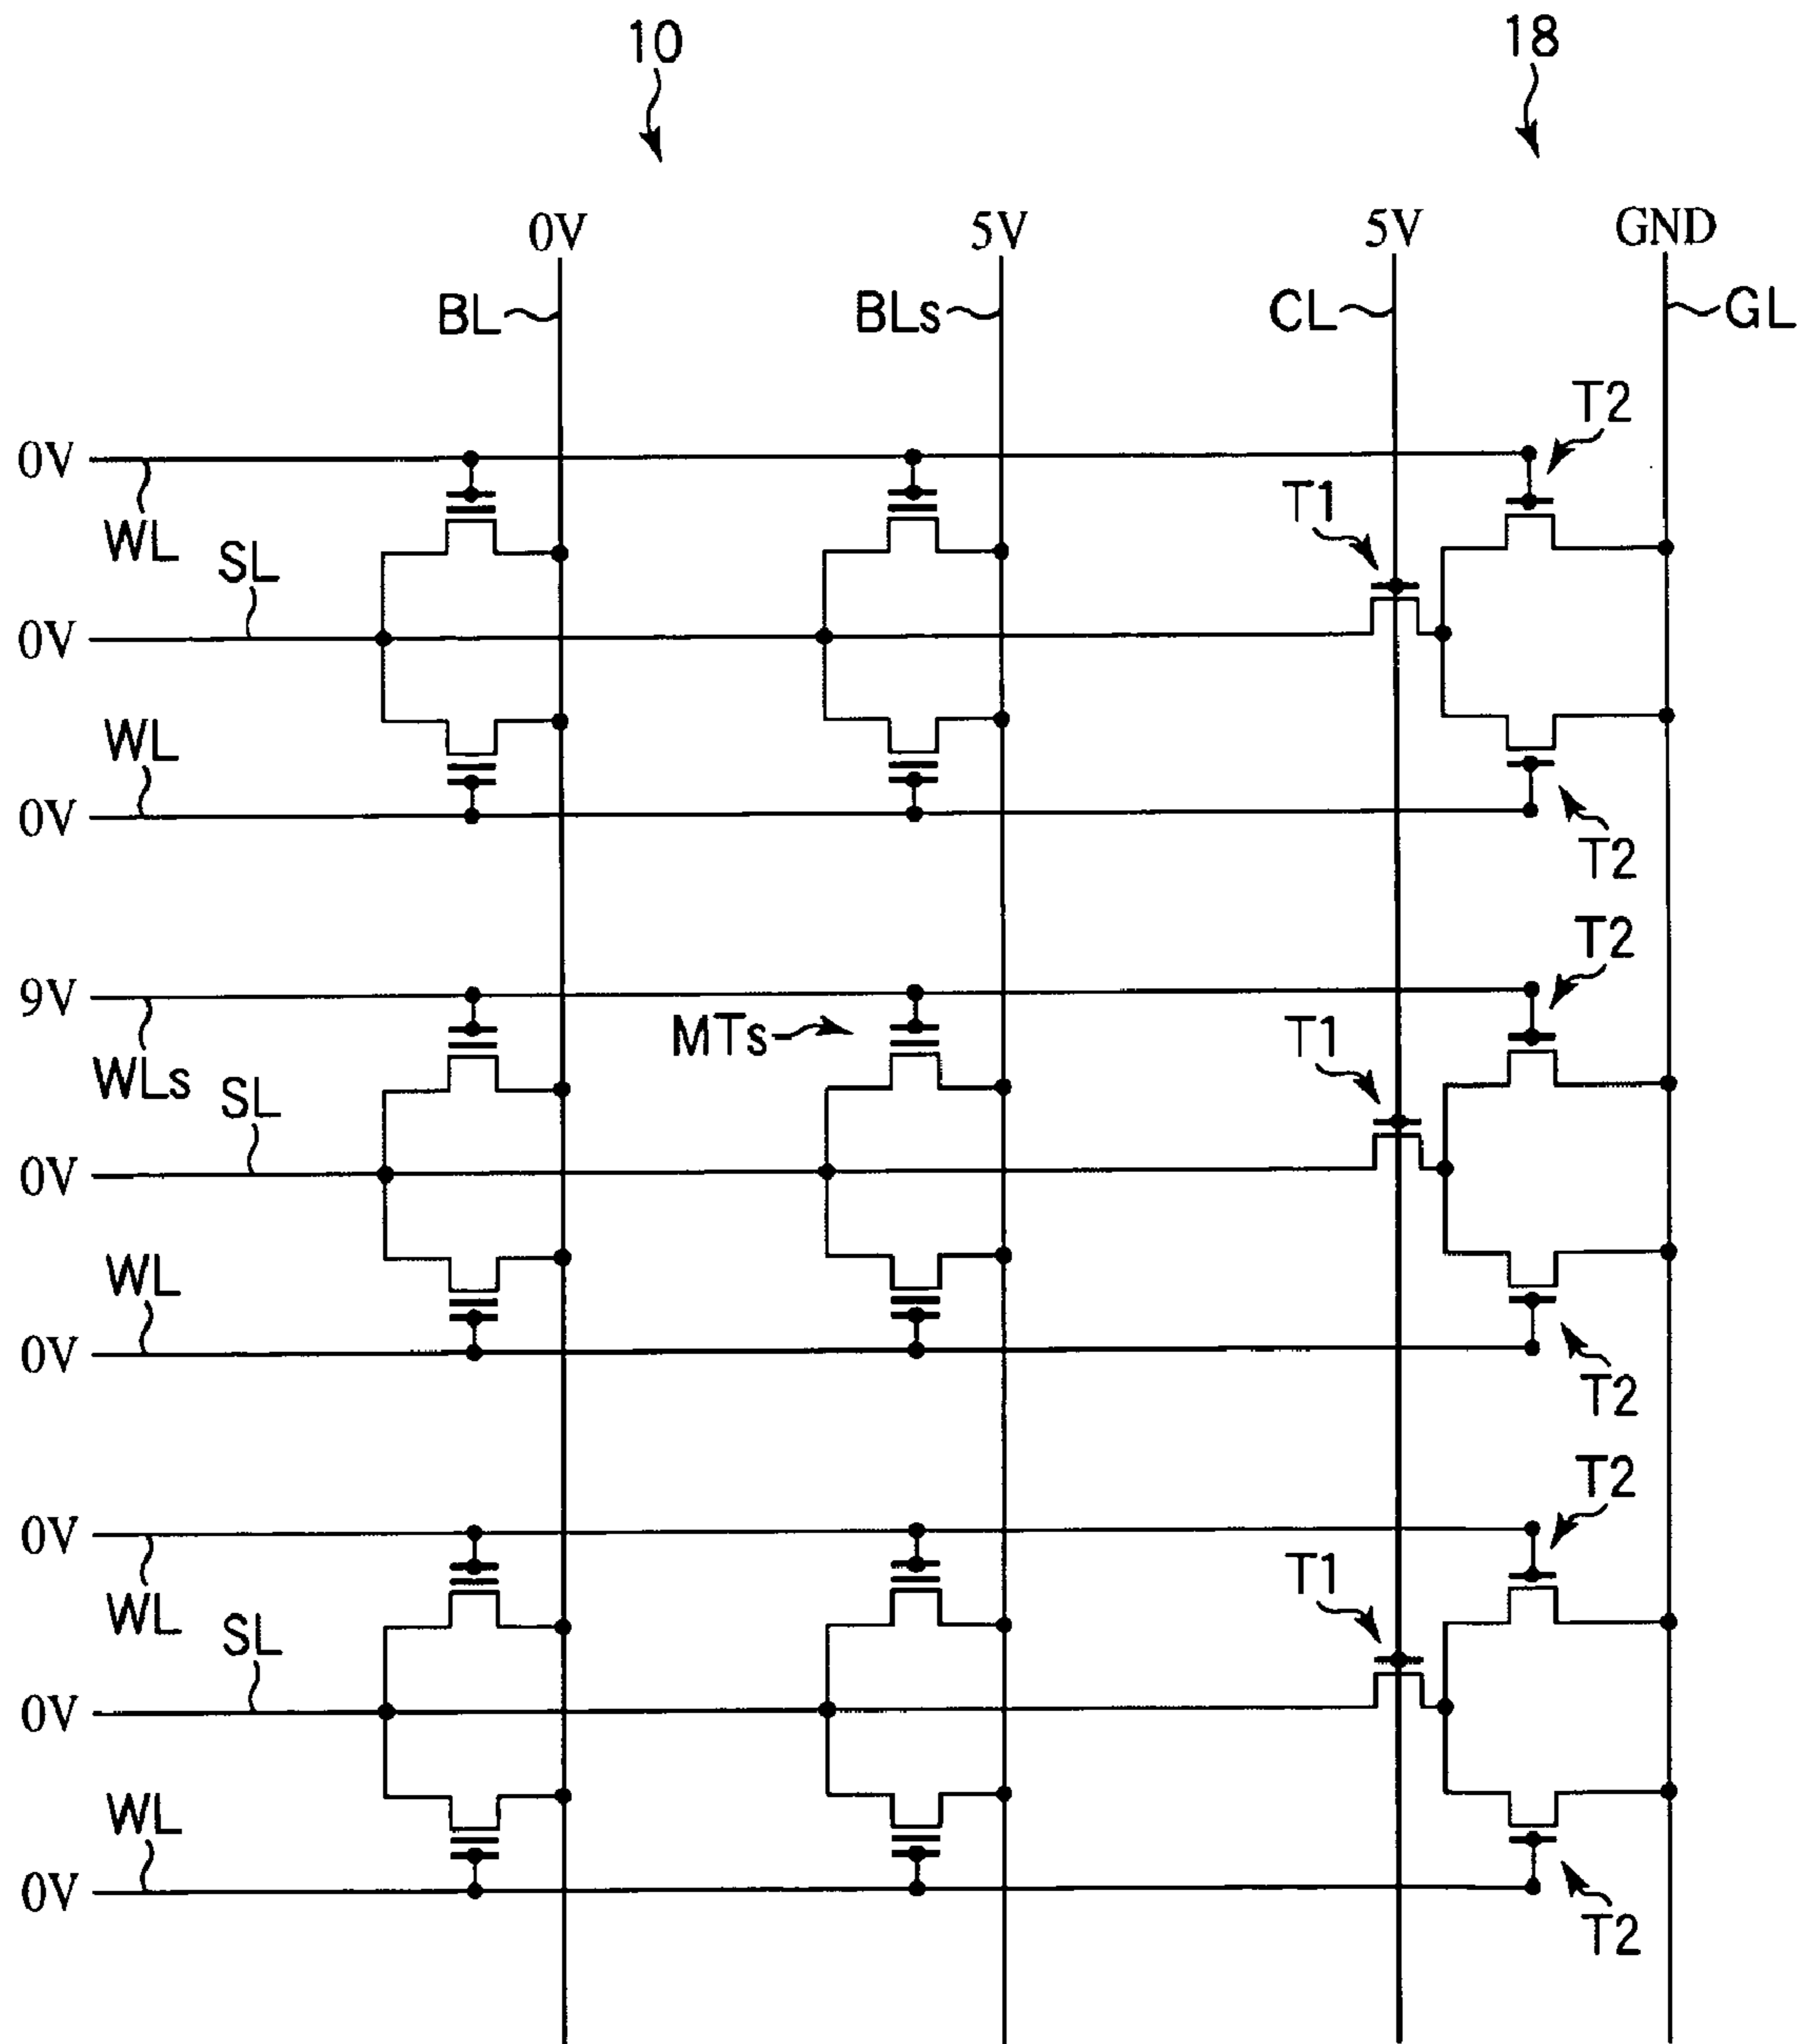 10 18
0V 5V 5V GND
BL BLs CL GL
T2
0V
WL T1
SL
0V
WL
0V
T2
T2
9V
MTs T1
WLs SL
0V
WL
0V
T2
T2
0V
T1
WL SL
0V
WL
0V
T2